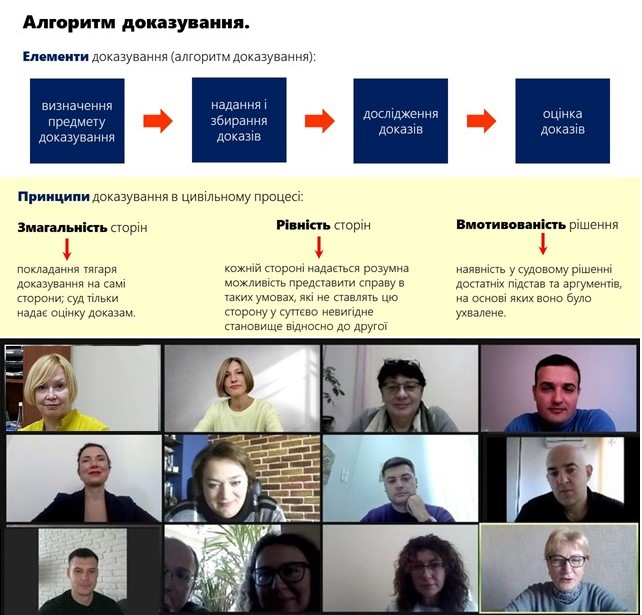 Алгоритм доказування.
Елементи доказування (алгоритм доказування):
визначення
предмету
доказування
надання і
збирання
доказів
дослідження
доказів
оцінка
доказів
Принципи доказування в цивільному процесі:
Змагальність сторін
покладання тягаря
доказування на самі
сторони; суд тільки
надає оцінку доказам.
Рівність сторін
кожній стороні надається розумна
можливість представити справу в
таких умовах, які не ставлять цю
сторону у суттєво невигідне
становище відносно до другої
Вмотивованість рішення
наявність у судовому рішенні
достатніх підстав та аргументів,
на основі яких воно було
ухвалене.